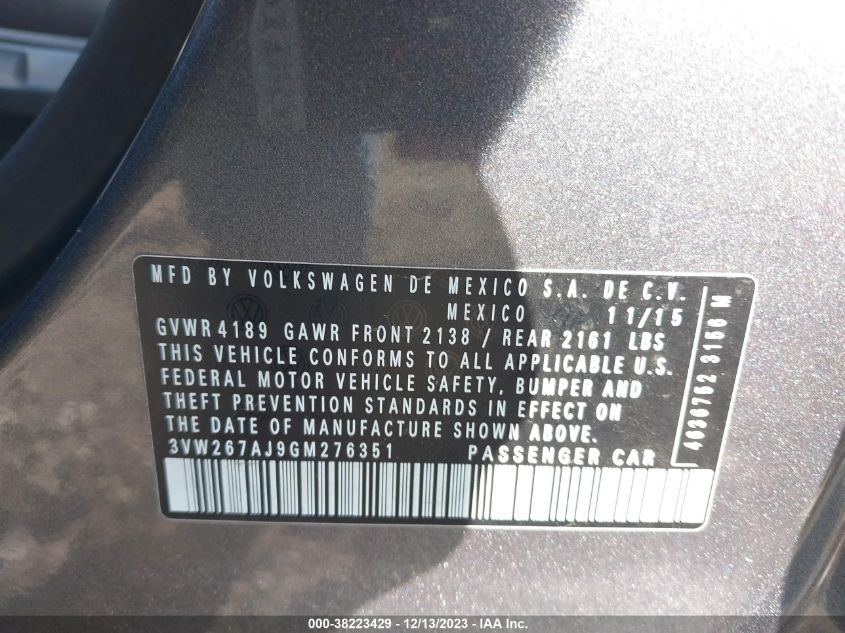 MFD BY VOLKSWAGEN DE MEXICO S.A. DE C.V.
MEXICO 11/15
GVWR 4189 GAWR FRONT 2138 / REAR 2161 LBS
THIS VEHICLE CONFORMS TO ALL APPLICABLE U.S.
FEDERAL MOTOR VEHICLE SAFETY, BUMPER AND
THEFT PREVENTION STANDARDS IN EFFECT ON
THE DATE OF MANUFACTURE SHOWN ABOVE.
3VW267AJ9GM276351 PASSENGER CAR
4636752 3156 M
000-38223429 - 12/13/2023 - IAA Inc.